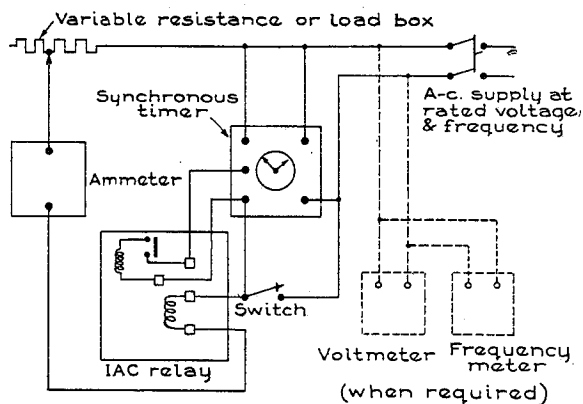 Variable resistance or load box
Synchronous
timer
A-c. supply at
rated voltage,
& frequency
Ammeter
Switch
IAC relay
Voltmeter
Frequency
meter
(when required)